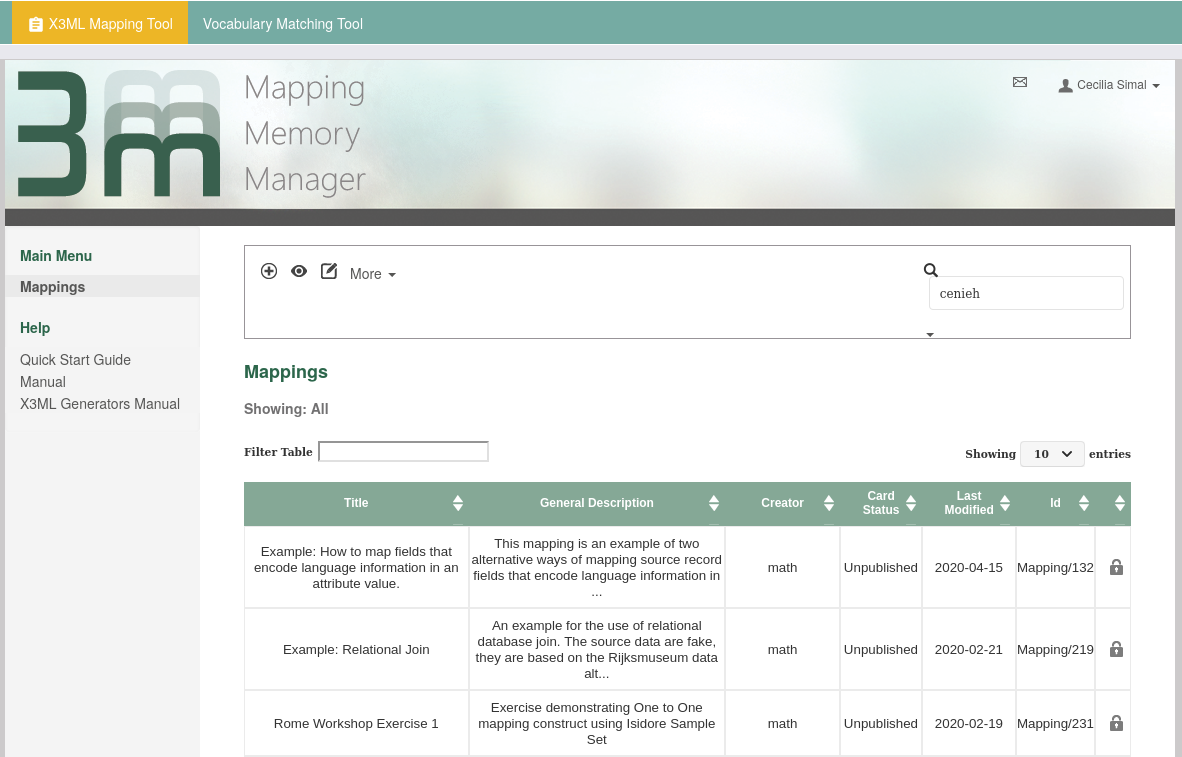 X3ML Mapping Tool Vocabulary Matching Tool
3m Mapping
Memory
Manager
Cecilia Simal
Main Menu
Mappings
Help
Quick Start Guide
Manual
X3ML Generators Manual
More
cenieh
Mappings
Showing: All
Filter Table
Showing 10 entries
Title General Description Creator Card Status Last Modified Id
Example: How to map fields that
encode language information in an
attribute value.
This mapping is an example of two
alternative ways of mapping source record
fields that encode language information in
...
math
Unpublished
2020-04-15
Mapping/132
Example: Relational Join
An example for the use of relational
database join. The source data are fake,
they are based on the Rijksmuseum data
alt...
math
Unpublished
2020-02-21
Mapping/219
Rome Workshop Exercise 1
Exercise demonstrating One to One
mapping construct using Isidore Sample
Set
math
Unpublished
2020-02-19
Mapping/231